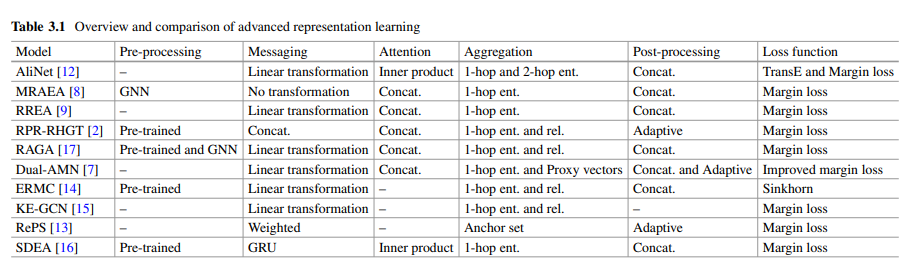 Table 3.1 Overview and comparison of advanced representation learning
Model Pre-processing Messaging Attention Aggregation Post-processing Loss function
AliNet [12] – Linear transformation Inner product 1-hop and 2-hop ent. Concat. TransE and Margin loss
MRAEA [8] GNN No transformation Concat. 1-hop ent. Concat. Margin loss
RREA [9] – Linear transformation Concat. 1-hop ent. Concat. Margin loss
RPR-RHGT [2] Pre-trained Concat. Concat. 1-hop ent. and rel. Adaptive Margin loss
RAGA [17] Pre-trained and GNN Linear transformation Concat. 1-hop ent. and rel. Concat. Margin loss
Dual-AMN [7] – Linear transformation Concat. 1-hop ent. and Proxy vectors Concat. and Adaptive Improved margin loss
ERMC [14] Pre-trained Linear transformation – 1-hop ent. and rel. Concat. Sinkhorn
KE-GCN [15] – Linear transformation – 1-hop ent. and rel. – Margin loss
RePS [13] – Weighted – Anchor set Adaptive Margin loss
SDEA [16] Pre-trained GRU Inner product 1-hop ent. Concat. Margin loss